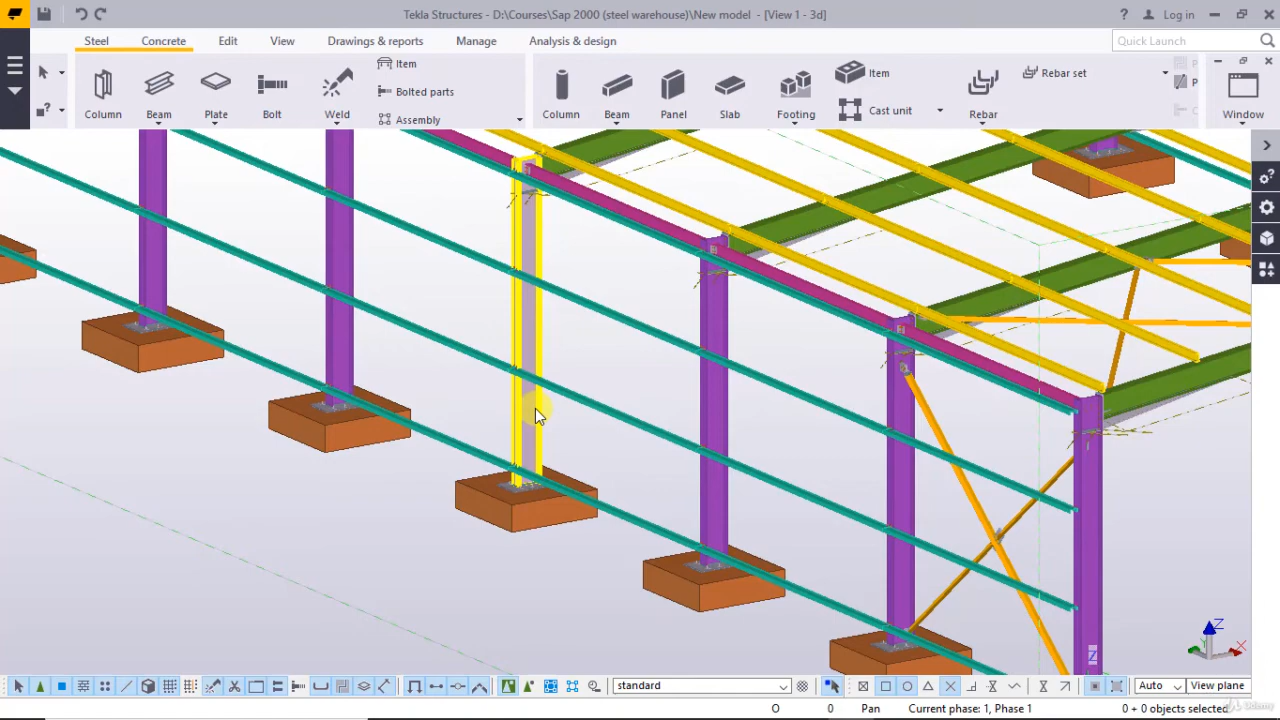 Tekla Structures - D:\Courses\Sap 2000 (steel warehouse)\New model - [View 1 - 3d]
? Log in
Steel Concrete Edit View Drawings & reports Manage Analysis & design Quick Launch
Item Item Rebar set
Bolted parts
Cast unit
Column Beam Plate Bolt Weld Column Beam Panel Slab Footing Rebar Window
Assembly
Z
X
standard Auto View plane
O 0 Pan Current phase: 1, Phase 1 0 + 0 objects selected
Udemy